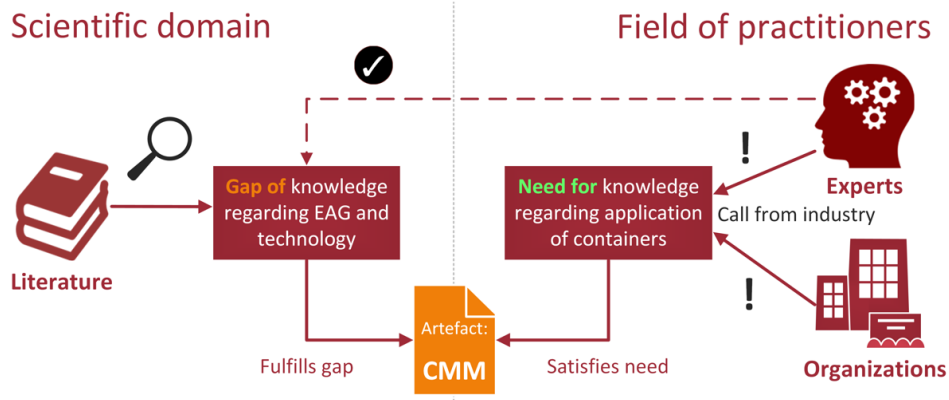 Scientific domain
Field of practitioners
Gap of knowledge
regarding EAG and
technology
Need for knowledge
regarding application
of containers
Experts
Call from industry
Literature
Artefact:
CMM
Fulfills gap
Satisfies need
Organizations